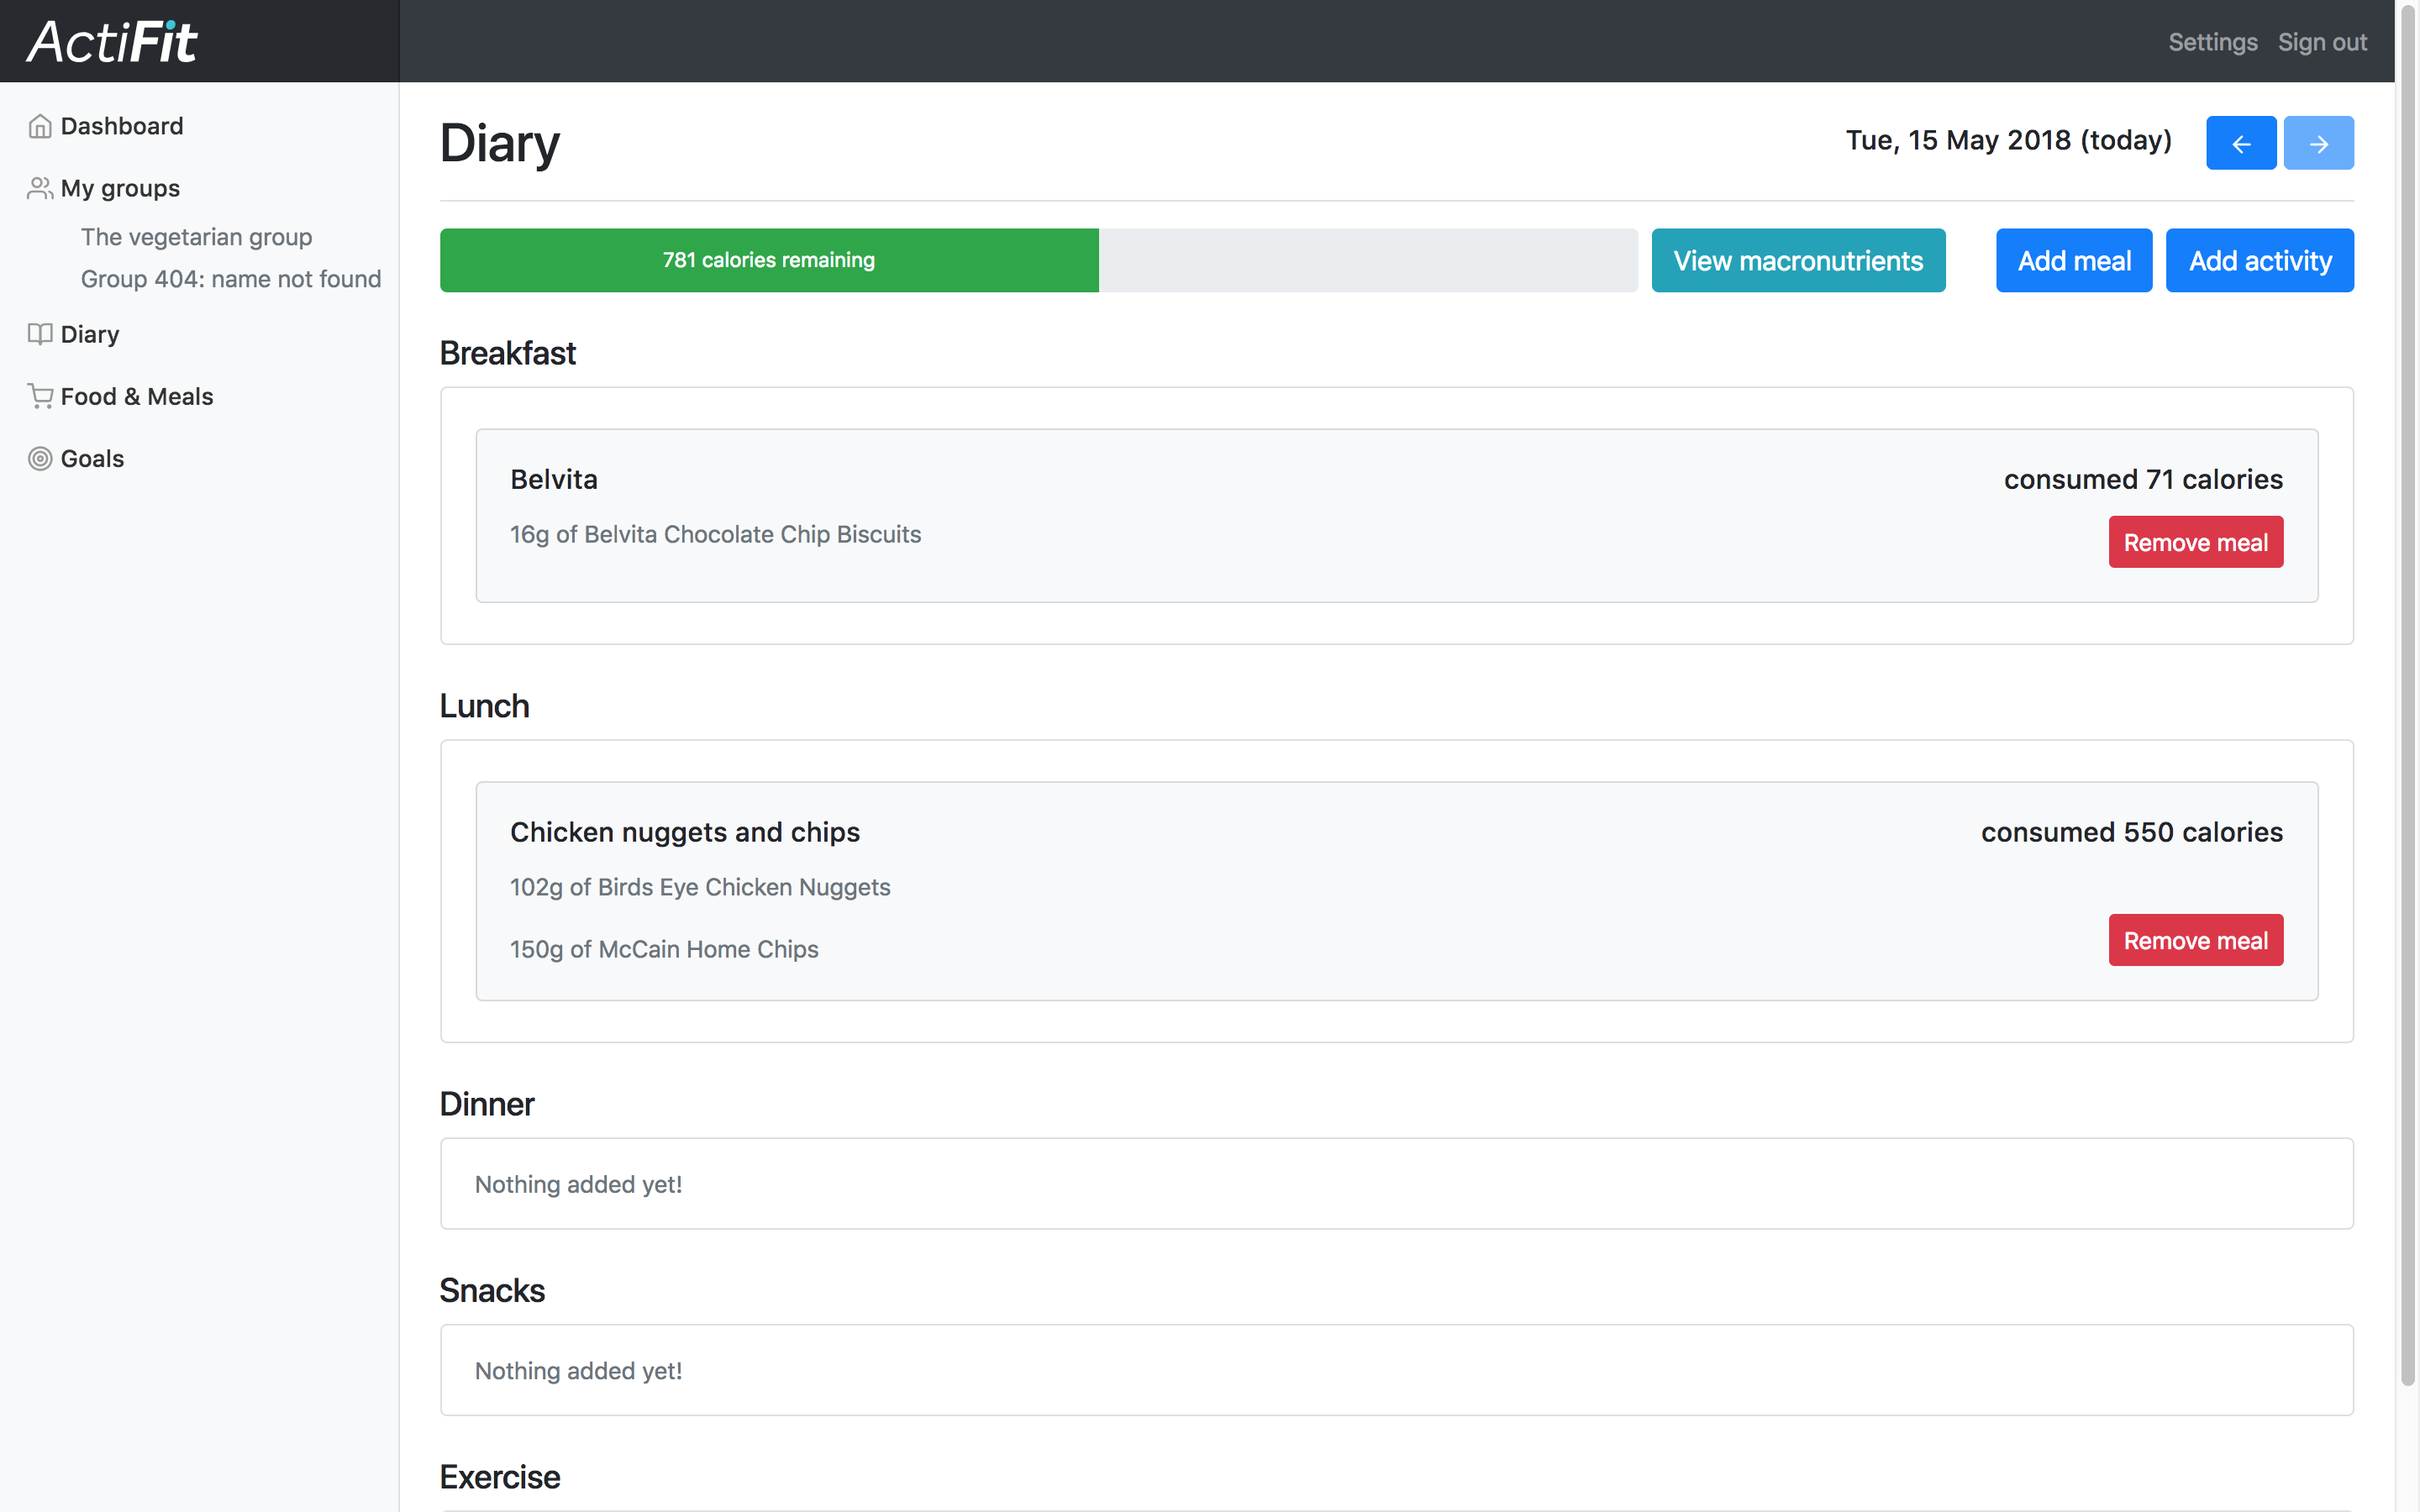 ActiFit
Settings Sign out
Dashboard
My groups
The vegetarian group
Group 404: name not found
Diary
Food & Meals
Goals
Diary
Tue, 15 May 2018 (today)
781 calories remaining
View macronutrients
Add meal
Add activity
Breakfast
Belvita
consumed 71 calories
16g of Belvita Chocolate Chip Biscuits
Remove meal
Lunch
Chicken nuggets and chips
consumed 550 calories
102g of Birds Eye Chicken Nuggets
150g of McCain Home Chips
Remove meal
Dinner
Nothing added yet!
Snacks
Nothing added yet!
Exercise